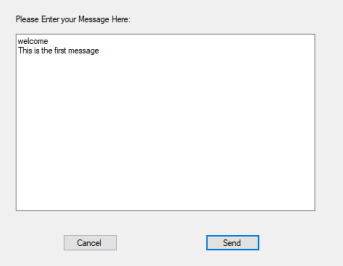 Please Enter your Message Here:
welcome
This is the first message
Cancel
Send